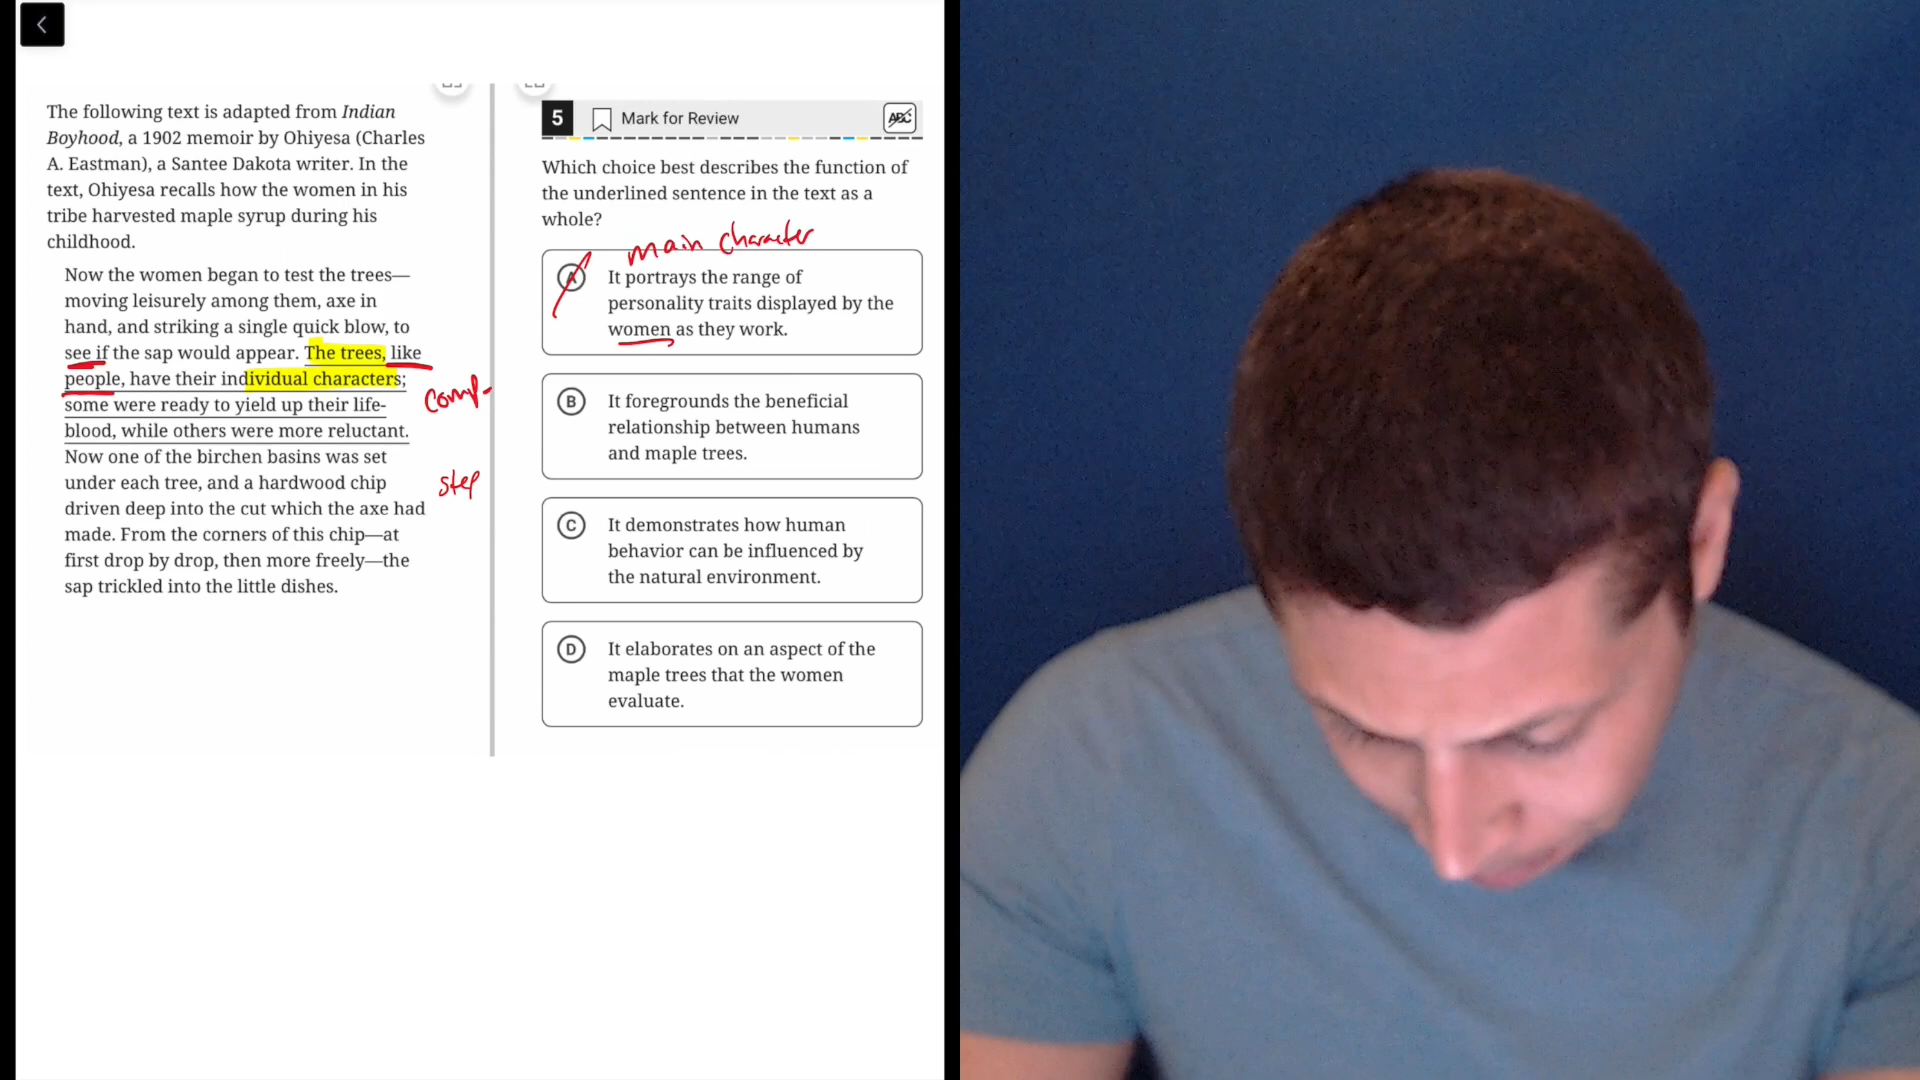 The following text is adapted from Indian
Boyhood, a 1902 memoir by Ohiyesa (Charles
A. Eastman), a Santee Dakota writer. In the
text, Ohiyesa recalls how the women in his
tribe harvested maple syrup during his
childhood.
Now the women began to test the trees—
moving leisurely among them, axe in
hand, and striking a single quick blow, to
see if the sap would appear. The trees, like
people, have their individual characters;
some were ready to yield up their life-
blood, while others were more reluctant.
Now one of the birchen basins was set
under each tree, and a hardwood chip
driven deep into the cut which the axe had
made. From the corners of this chip—at
first drop by drop, then more freely—the
sap trickled into the little dishes.
comp-
step
5 Mark for Review ABC
Which choice best describes the function of
the underlined sentence in the text as a
whole?
main character
A It portrays the range of
personality traits displayed by the
women as they work.
B It foregrounds the beneficial
relationship between humans
and maple trees.
C It demonstrates how human
behavior can be influenced by
the natural environment.
D It elaborates on an aspect of the
maple trees that the women
evaluate.